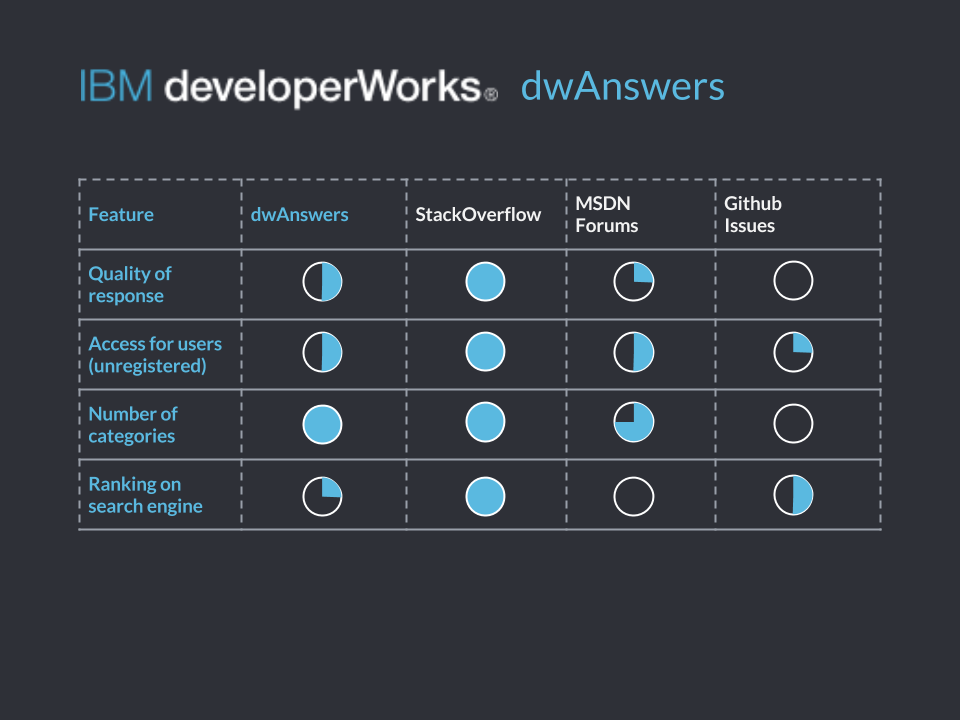 IBM developerWorks® dwAnswers
Feature dwAnswers StackOverflow MSDN Forums Github Issues
Quality of
response
Access for users
(unregistered)
Number of
categories
Ranking on
search engine